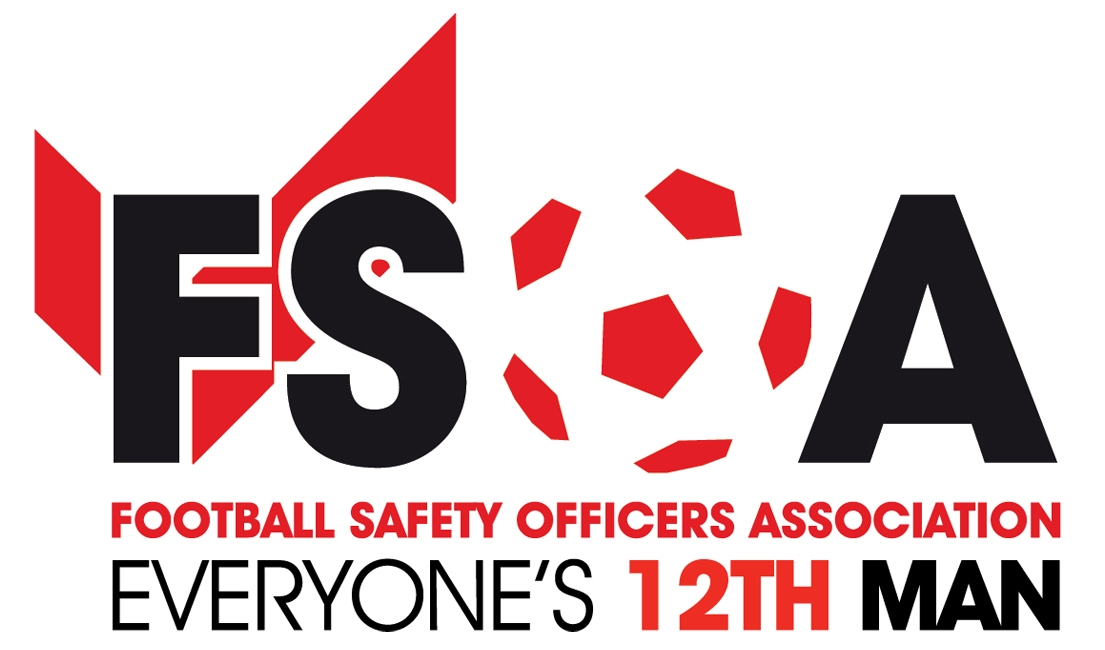 FSOA
FOOTBALL SAFETY OFFICERS ASSOCIATION
EVERYONE'S 12TH MAN